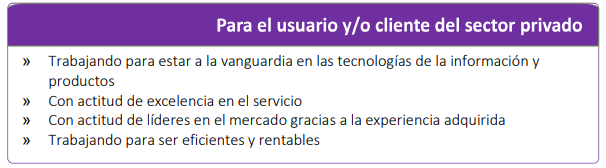 Para el usuario y/o cliente del sector privado
» Trabajando para estar a la vanguardia en las tecnologías de la información y
productos
» Con actitud de excelencia en el servicio
» Con actitud de líderes en el mercado gracias a la experiencia adquirida
» Trabajando para ser eficientes y rentables